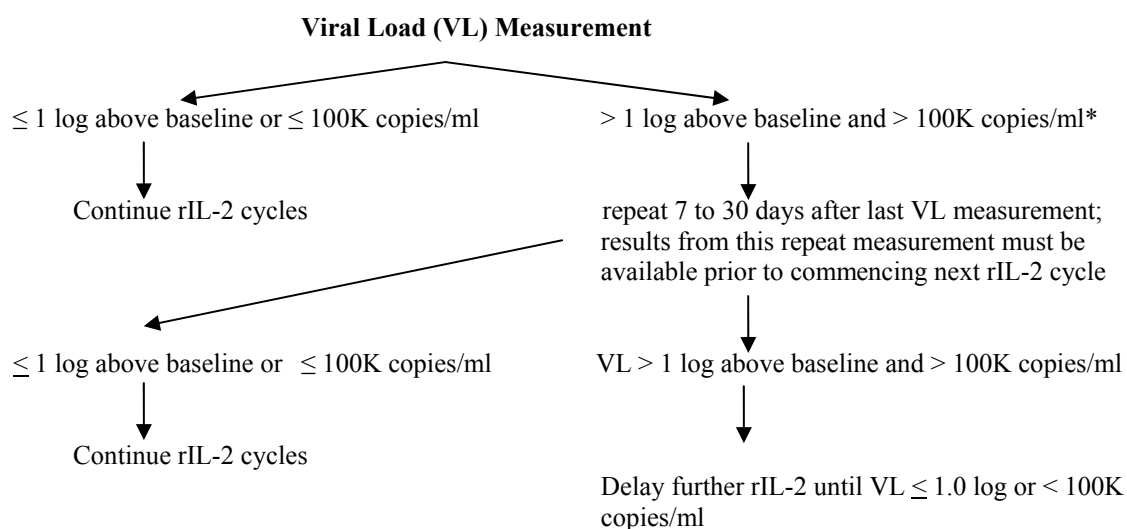 Viral Load (VL) Measurement
≤ 1 log above baseline or ≤ 100K copies/ml
> 1 log above baseline and > 100K copies/ml*
Continue rIL-2 cycles
repeat 7 to 30 days after last VL measurement;
results from this repeat measurement must be
available prior to commencing next rIL-2 cycle
≤ 1 log above baseline or ≤ 100K copies/ml
VL > 1 log above baseline and > 100K copies/ml
Continue rIL-2 cycles
Delay further rIL-2 until VL ≤ 1.0 log or < 100K
copies/ml